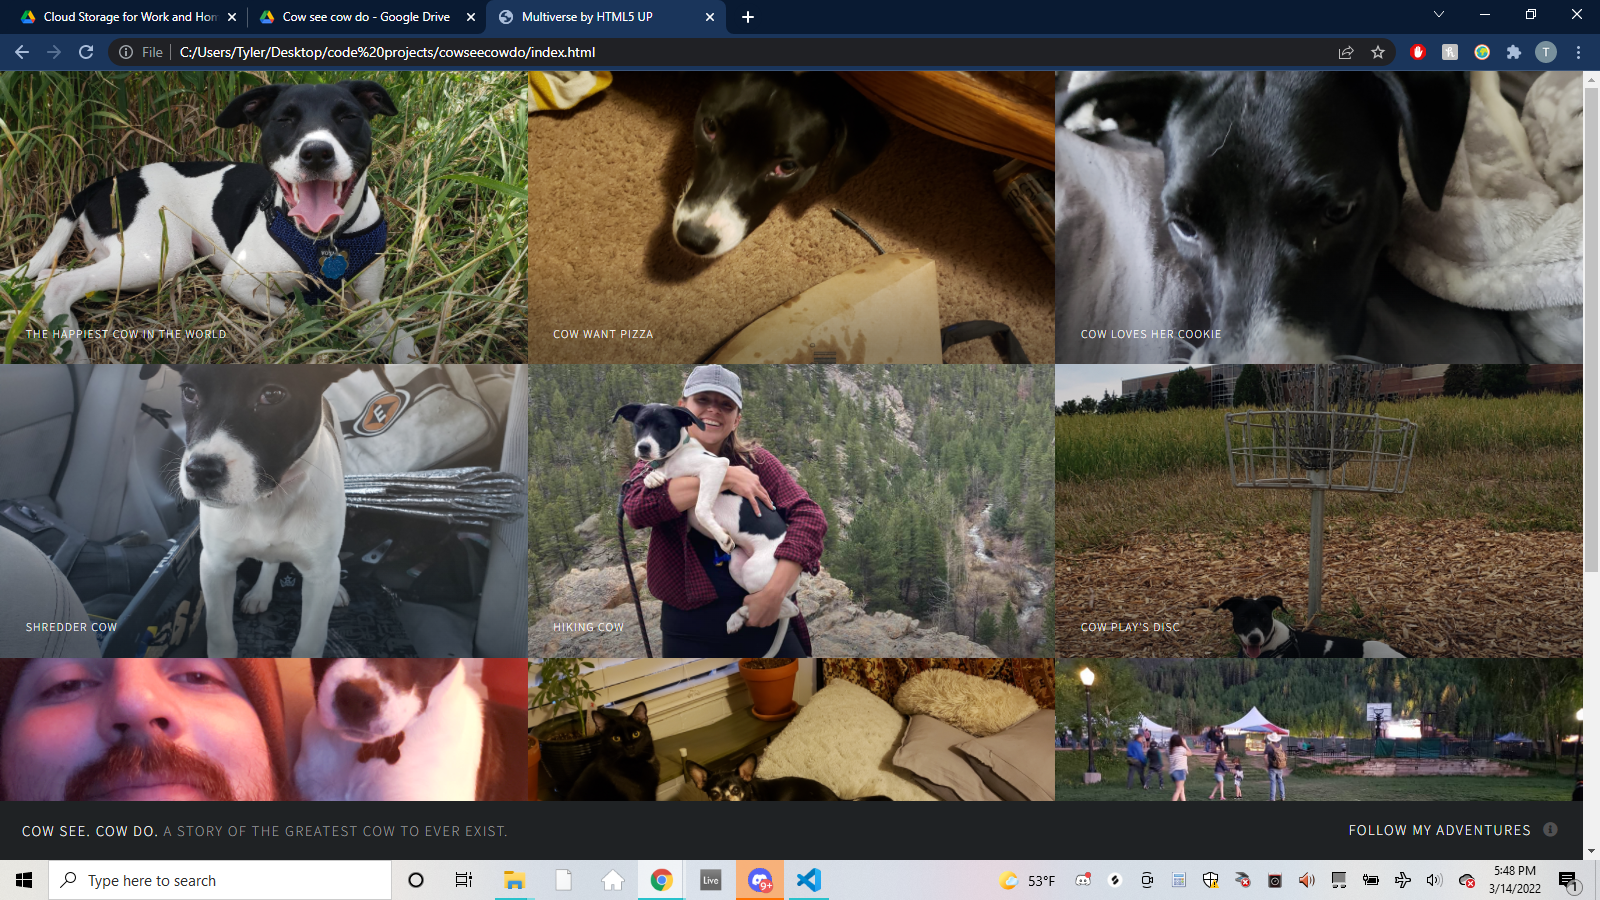 Cloud Storage for Work and Hom
Cow see cow do - Google Drive
Multiverse by HTML5 UP
File
C:/Users/Tyler/Desktop/code%20projects/cowseecowdo/index.html
T
THE HAPPIEST COW IN THE WORLD
COW WANT PIZZA
COW LOVES HER COOKIE
SHREDDER COW
HIKING COW
COW PLAY'S DISC
COW SEE. COW DO. A STORY OF THE GREATEST COW TO EVER EXIST.
FOLLOW MY ADVENTURES
Type here to search
Live
9+
53°F
5:48 PM
3/14/2022
1